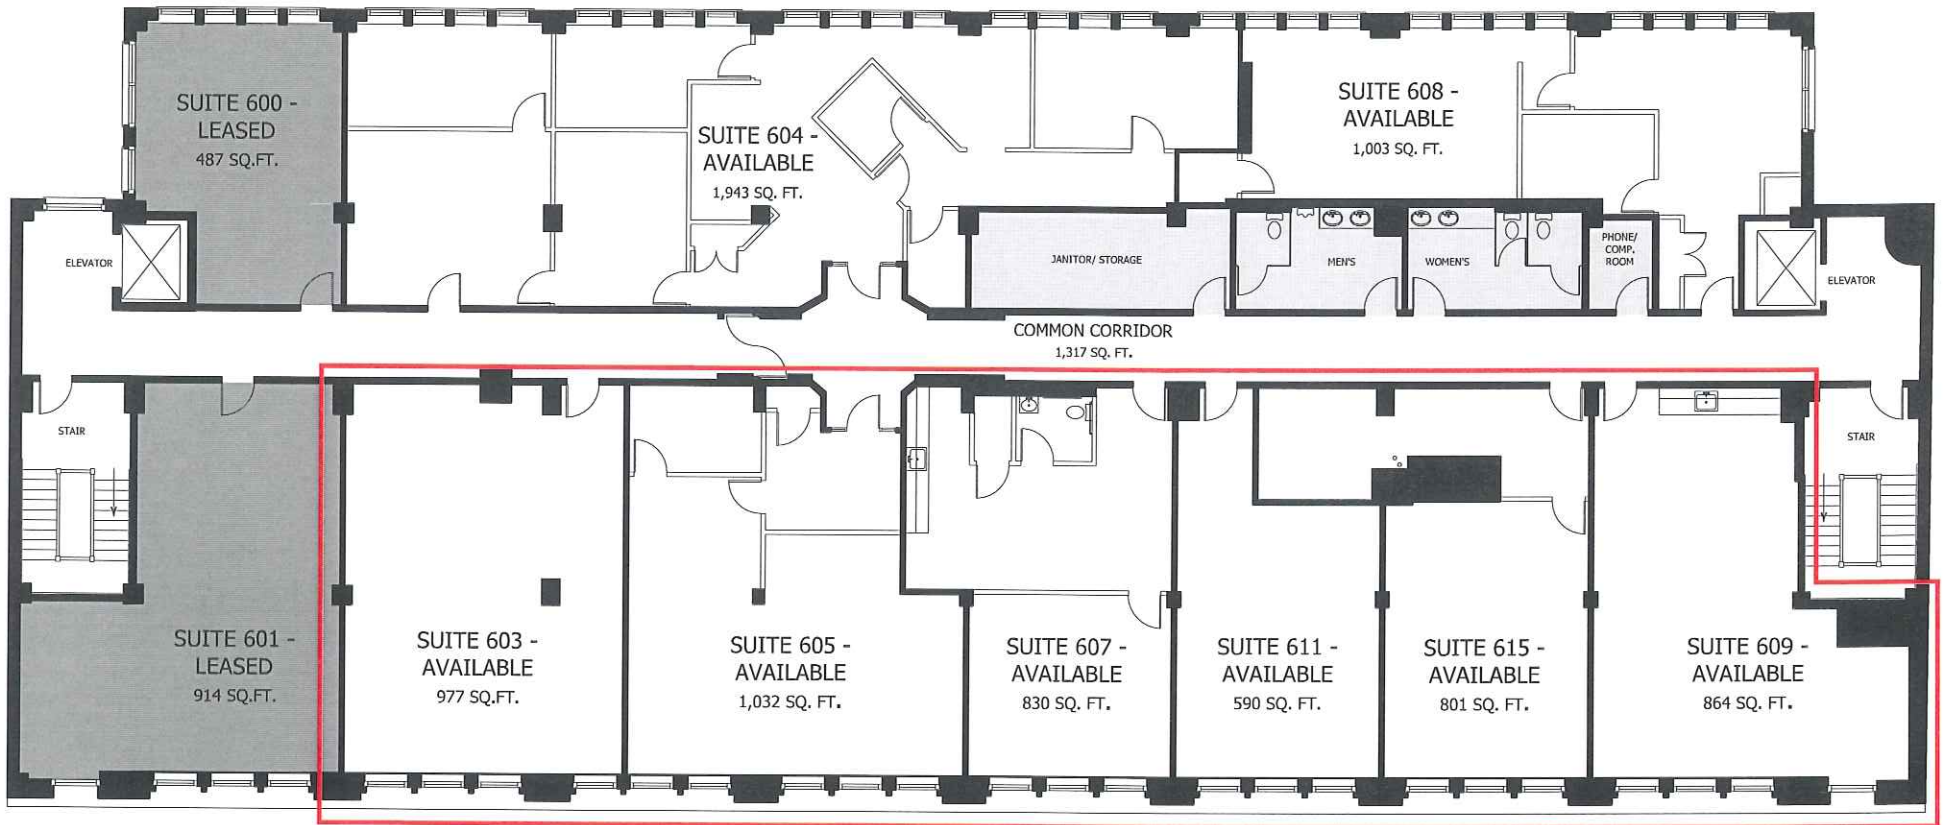 SUITE 600 -
LEASED
487 SQ.FT.
SUITE 604 -
AVAILABLE
1,943 SQ. FT.
SUITE 608 -
AVAILABLE
1,003 SQ. FT.
ELEVATOR
JANITOR/ STORAGE
MEN'S
WOMEN'S
PHONE/
COMP.
ROOM
ELEVATOR
COMMON CORRIDOR
1,317 SQ. FT.
STAIR
STAIR
SUITE 601 -
LEASED
914 SQ.FT.
SUITE 603 -
AVAILABLE
977 SQ.FT.
SUITE 605 -
AVAILABLE
1,032 SQ. FT.
SUITE 607 -
AVAILABLE
830 SQ. FT.
SUITE 611 -
AVAILABLE
590 SQ. FT.
SUITE 615 -
AVAILABLE
801 SQ. FT.
SUITE 609 -
AVAILABLE
864 SQ. FT.